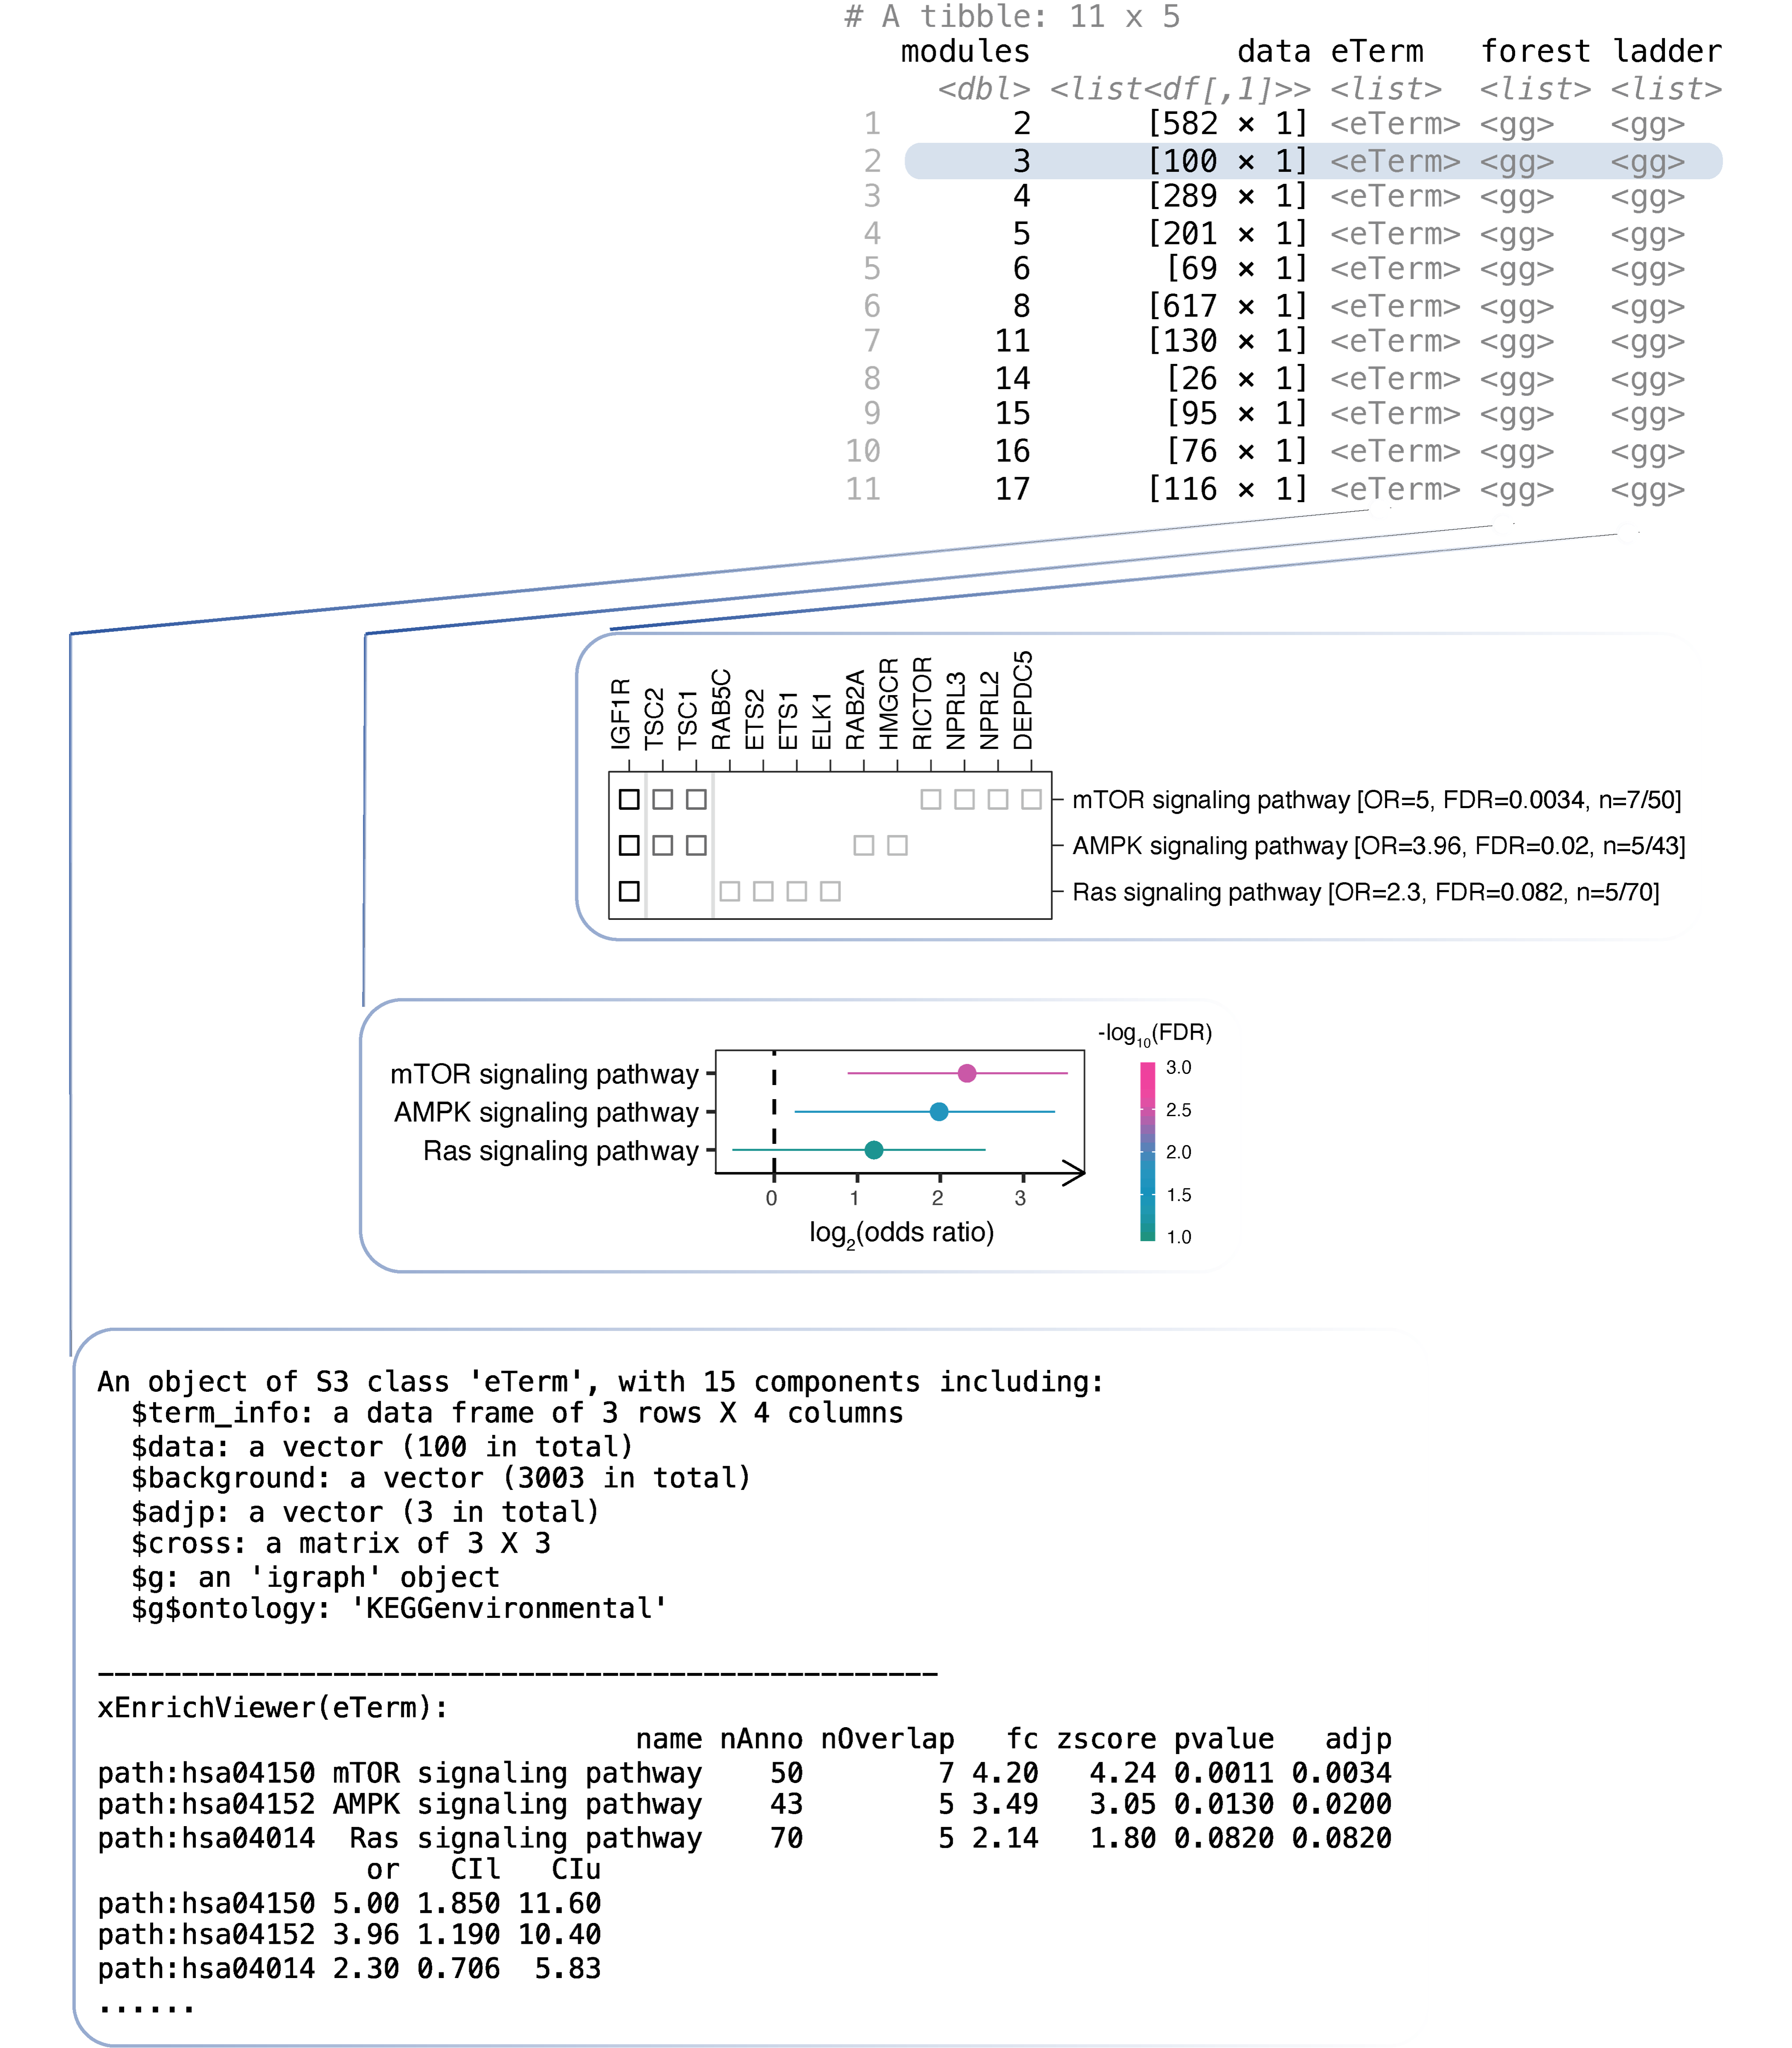 # A tibble: 11 x 5
modules data eTerm forest ladder
<dbl> <list<df[,1]>> <list> <list> <list>
1 2 [582 × 1] <eTerm> <gg> <gg>
2 3 [100 × 1] <eTerm> <gg> <gg>
3 4 [289 × 1] <eTerm> <gg> <gg>
4 5 [201 × 1] <eTerm> <gg> <gg>
5 6 [69 × 1] <eTerm> <gg> <gg>
6 8 [617 × 1] <eTerm> <gg> <gg>
7 11 [130 × 1] <eTerm> <gg> <gg>
8 14 [26 × 1] <eTerm> <gg> <gg>
9 15 [95 × 1] <eTerm> <gg> <gg>
10 16 [76 × 1] <eTerm> <gg> <gg>
11 17 [116 × 1] <eTerm> <gg> <gg>
IGF1R
TSC2
TSC1
RAB5C
ETS2
ETS1
ELK1
RAB2A
HMGCR
RICTOR
NPRL3
NPRL2
DEPDC5
mTOR signaling pathway [OR=5, FDR=0.0034, n=7/50]
AMPK signaling pathway [OR=3.96, FDR=0.02, n=5/43]
Ras signaling pathway [OR=2.3, FDR=0.082, n=5/70]
mTOR signaling pathway
AMPK signaling pathway
Ras signaling pathway
0 1 2 3
log2(odds ratio)
-log10(FDR)
3.0
2.5
2.0
1.5
1.0
An object of S3 class 'eTerm', with 15 components including:
$term_info: a data frame of 3 rows X 4 columns
$data: a vector (100 in total)
$background: a vector (3003 in total)
$adjp: a vector (3 in total)
$cross: a matrix of 3 X 3
$g: an 'igraph' object
$g$ontology: 'KEGGenvironmental'
--------------------------------------------------
xEnrichViewer(eTerm):
name nAnno nOverlap fc zscore pvalue adjp
path:hsa04150 mTOR signaling pathway 50 7 4.20 4.24 0.0011 0.0034
path:hsa04152 AMPK signaling pathway 43 5 3.49 3.05 0.0130 0.0200
path:hsa04014 Ras signaling pathway 70 5 2.14 1.80 0.0820 0.0820
or CIl CIu
path:hsa04150 5.00 1.850 11.60
path:hsa04152 3.96 1.190 10.40
path:hsa04014 2.30 0.706 5.83
......